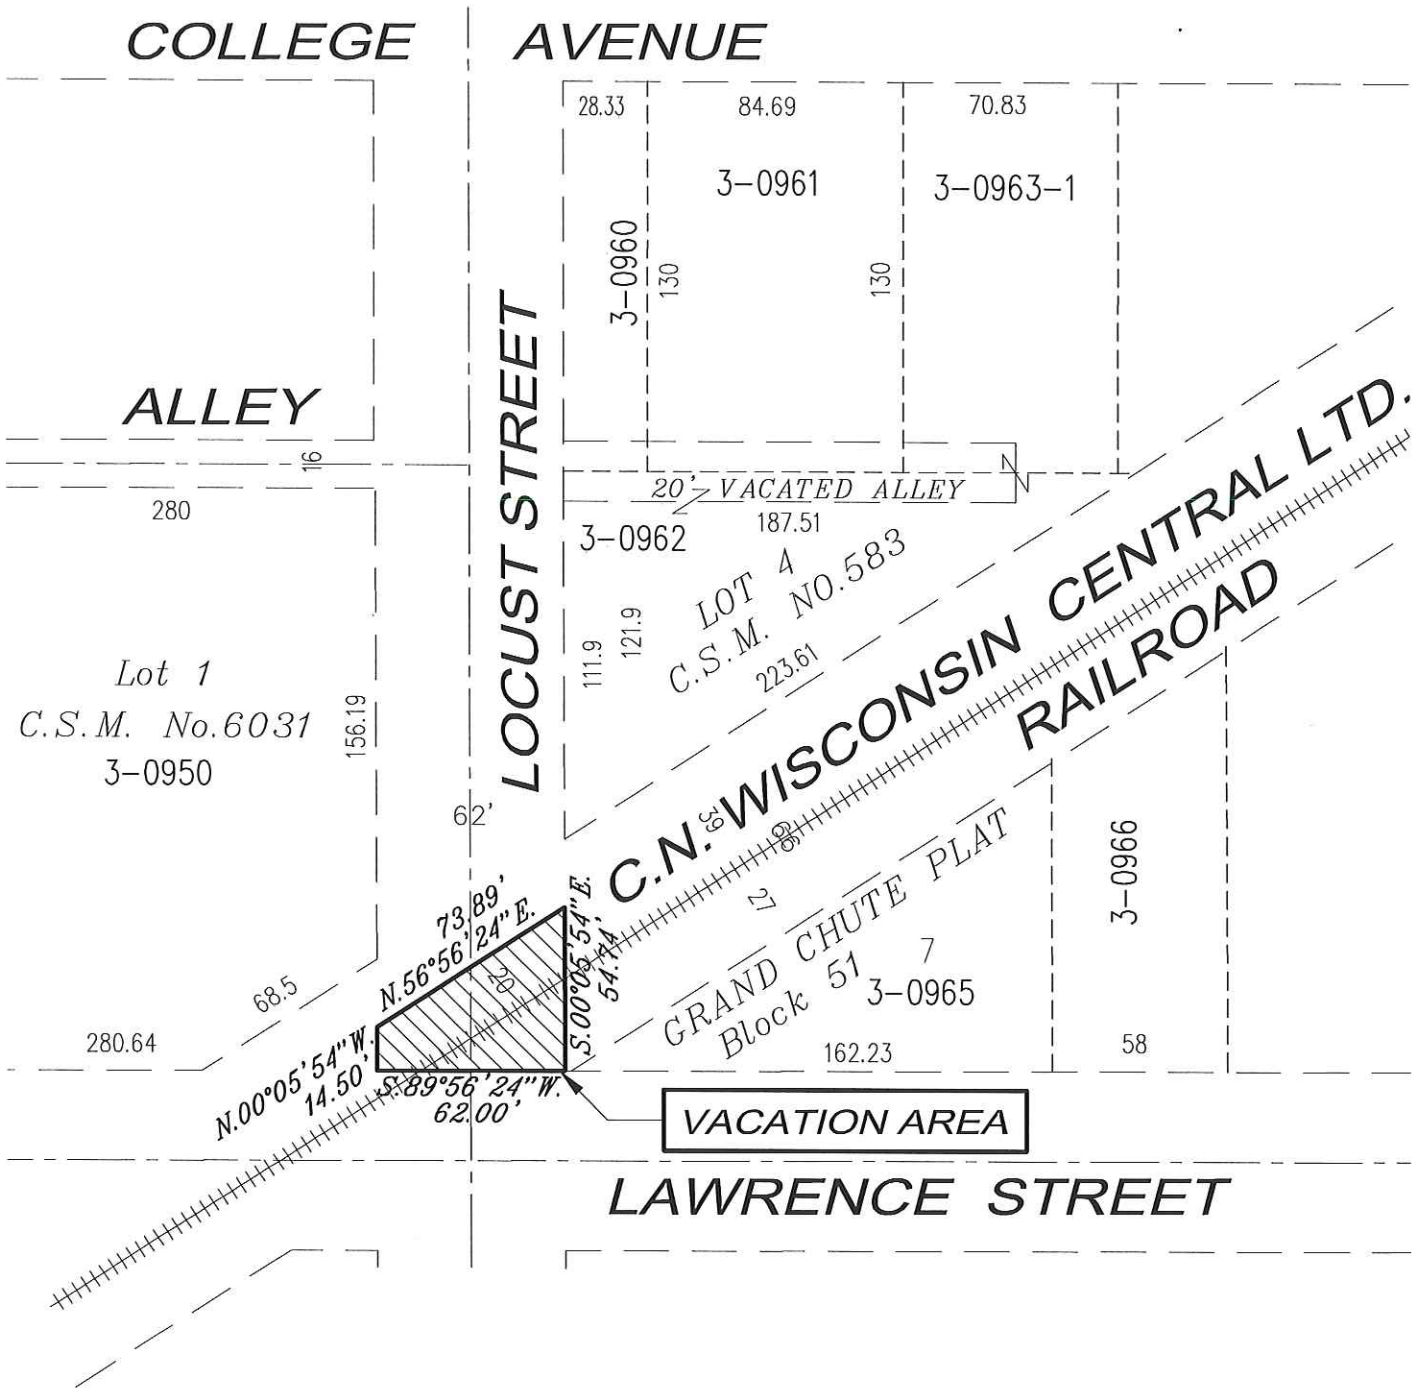 COLLEGE AVENUE
28.33
84.69
70.83
3-0961
3-0963-1
3-0960
130
130
ALLEY
16
280
LOCUST STREET
20' VACATED ALLEY
187.51
3-0962
LOT 4
C.S.M. NO.583
111.9
121.9
223.61
Lot 1
C.S.M. No.6031
3-0950
156.19
62'
C.N. WISCONSIN CENTRAL LTD.
RAILROAD
39
66
27
GRAND CHUTE PLAT
Block 51
7
3-0965
3-0966
162.23
58
73.89'
N.56°56'24"E.
20
S.00°05'54"E.
54.74'
68.5
280.64
N.00°05'54"W.
14.50'
S.89°56'24"W.
62.00'
VACATION AREA
LAWRENCE STREET